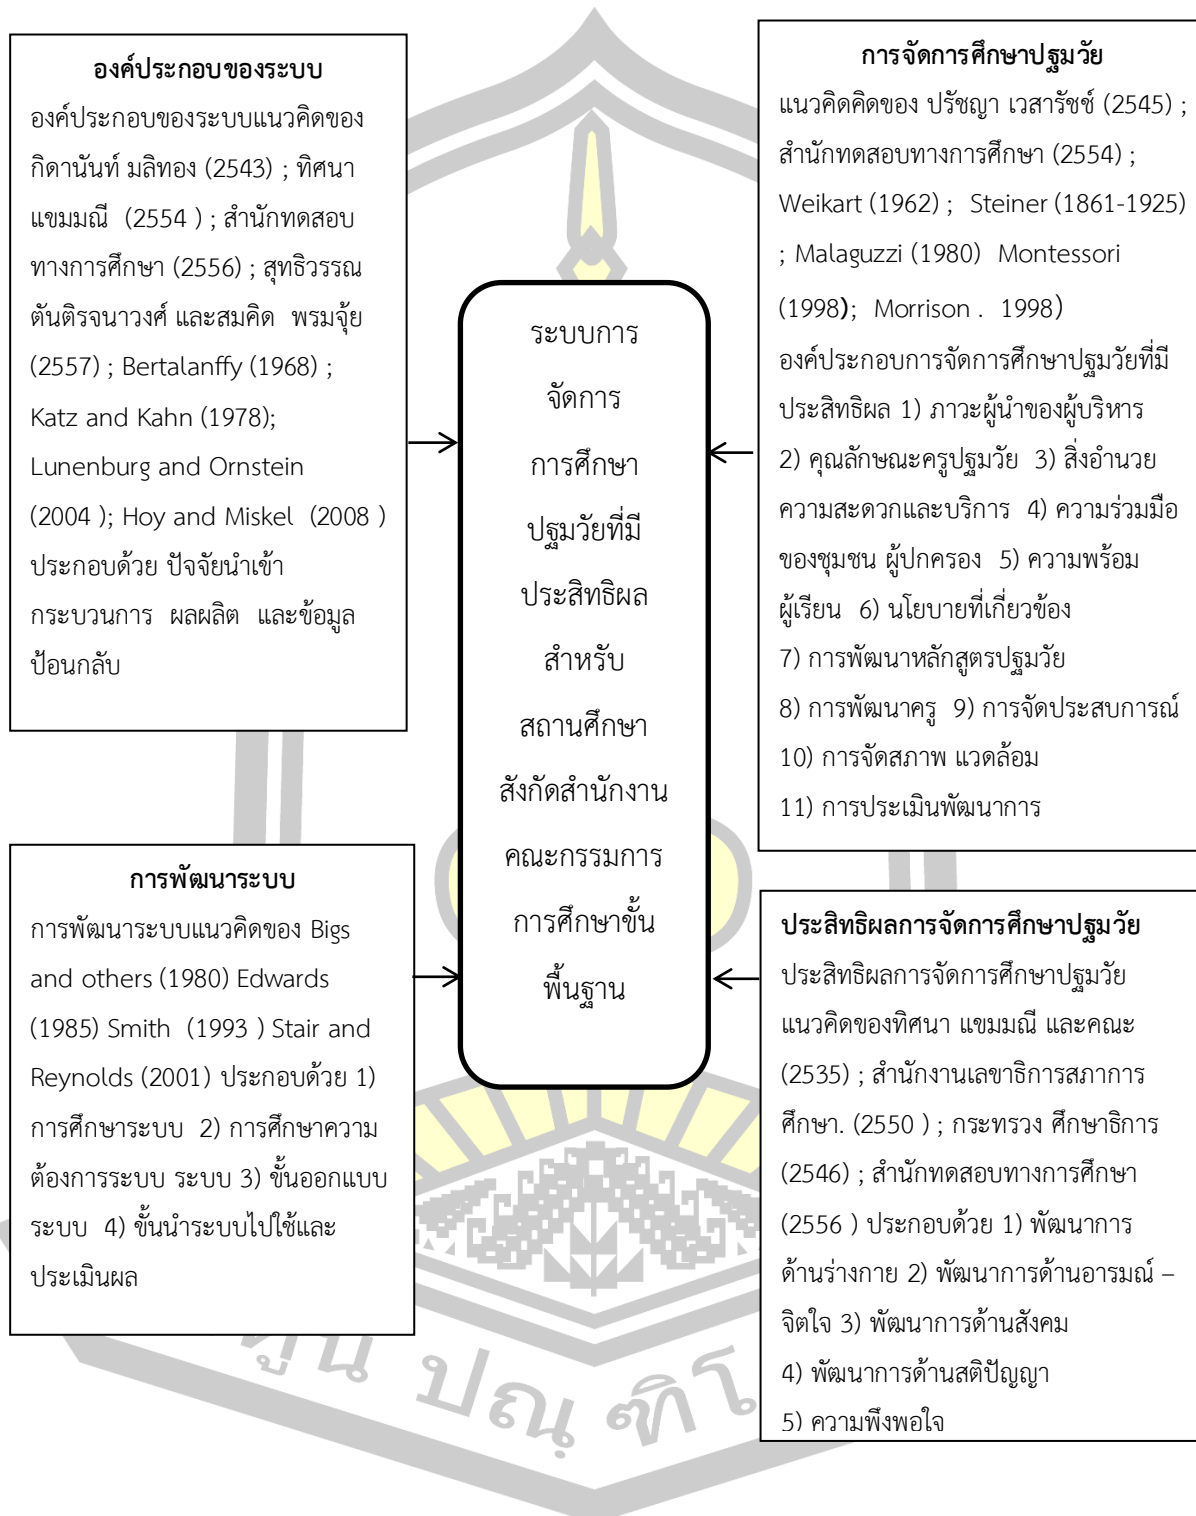 องค์ประกอบของระบบ
องค์ประกอบของระบบแนวคิดของ
กิดานันท์ มลิทอง (2543) ; ทิศนา
แขมมณี (2554 ) ; สำนักทดสอบ
ทางการศึกษา (2556) ; สุทธิวรรณ
ตันติรจนาวงศ์ และสมคิด พรมจุ้ย
(2557) ; Bertalanffy (1968) ;
Katz and Kahn (1978);
Lunenburg and Ornstein
(2004 ); Hoy and Miskel (2008 )
ประกอบด้วย ปัจจัยนำเข้า
กระบวนการ ผลผลิต และข้อมูล
ป้อนกลับ
การพัฒนาระบบ
การพัฒนาระบบแนวคิดของ Bigs
and others (1980) Edwards
(1985) Smith (1993 ) Stair and
Reynolds (2001) ประกอบด้วย 1)
การศึกษาระบบ 2) การศึกษาความ
ต้องการระบบ ระบบ 3) ขั้นออกแบบ
ระบบ 4) ขั้นนำระบบไปใช้และ
ประเมินผล
ระบบการ
จัดการ
การศึกษา
ปฐมวัยที่มี
ประสิทธิผล
สำหรับ
สถานศึกษา
สังกัดสำนักงาน
คณะกรรมการ
การศึกษาขั้น
พื้นฐาน
การจัดการศึกษาปฐมวัย
แนวคิดคิดของ ปรัชญา เวสารัชช์ (2545) ;
สำนักทดสอบทางการศึกษา (2554) ;
Weikart (1962) ; Steiner (1861-1925)
; Malaguzzi (1980) Montessori
(1998); Morrison . 1998)
องค์ประกอบการจัดการศึกษาปฐมวัยที่มี
ประสิทธิผล 1) ภาวะผู้นำของผู้บริหาร
2) คุณลักษณะครูปฐมวัย 3) สิ่งอำนวย
ความสะดวกและบริการ 4) ความร่วมมือ
ของชุมชน ผู้ปกครอง 5) ความพร้อม
ผู้เรียน 6) นโยบายที่เกี่ยวข้อง
7) การพัฒนาหลักสูตรปฐมวัย
8) การพัฒนาครู 9) การจัดประสบการณ์
10) การจัดสภาพ แวดล้อม
11) การประเมินพัฒนาการ
ประสิทธิผลการจัดการศึกษาปฐมวัย
ประสิทธิผลการจัดการศึกษาปฐมวัย
แนวคิดของทิศนา แขมมณี และคณะ
(2535) ; สำนักงานเลขาธิการสภาการ
ศึกษา. (2550 ) ; กระทรวง ศึกษาธิการ
(2546) ; สำนักทดสอบทางการศึกษา
(2556 ) ประกอบด้วย 1) พัฒนาการ
ด้านร่างกาย 2) พัฒนาการด้านอารมณ์ –
จิตใจ 3) พัฒนาการด้านสังคม
4) พัฒนาการด้านสติปัญญา
5) ความพึงพอใจ
ปณฺ ฑิโ